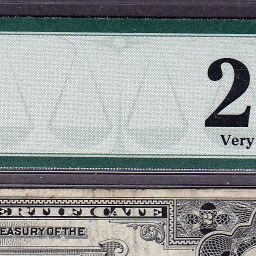 2
Very
ERTIFICATE
EASURY OF THE